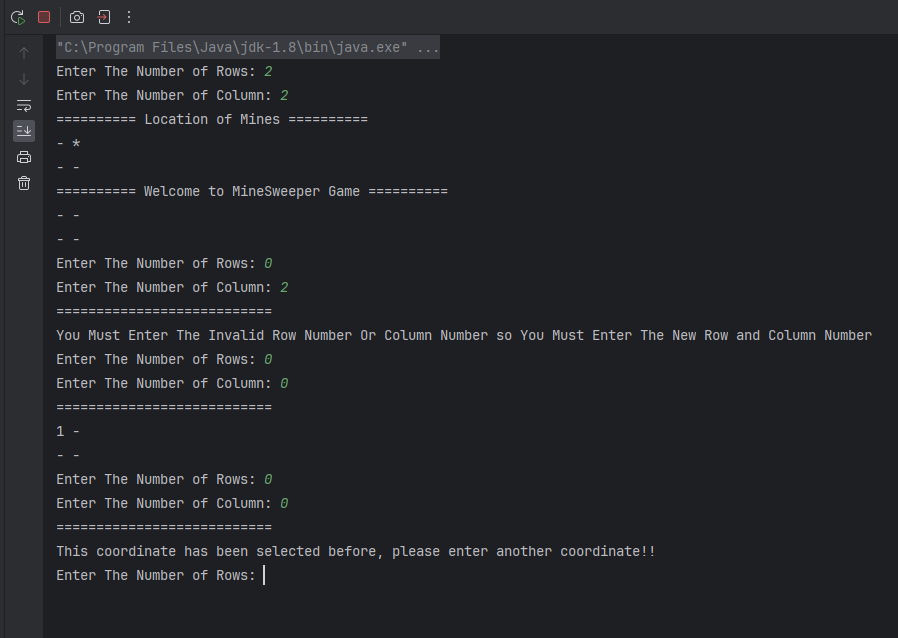 "C:\Program Files\Java\jdk-1.8\bin\java.exe" ...
Enter The Number of Rows: 2
Enter The Number of Column: 2
========== Location of Mines ==========
- *
- -
========== Welcome to MineSweeper Game ==========
- -
- -
Enter The Number of Rows: 0
Enter The Number of Column: 2
===========================
You Must Enter The Invalid Row Number Or Column Number so You Must Enter The New Row and Column Number
Enter The Number of Rows: 0
Enter The Number of Column: 0
===========================
1 -
- -
Enter The Number of Rows: 0
Enter The Number of Column: 0
===========================
This coordinate has been selected before, please enter another coordinate!!
Enter The Number of Rows: